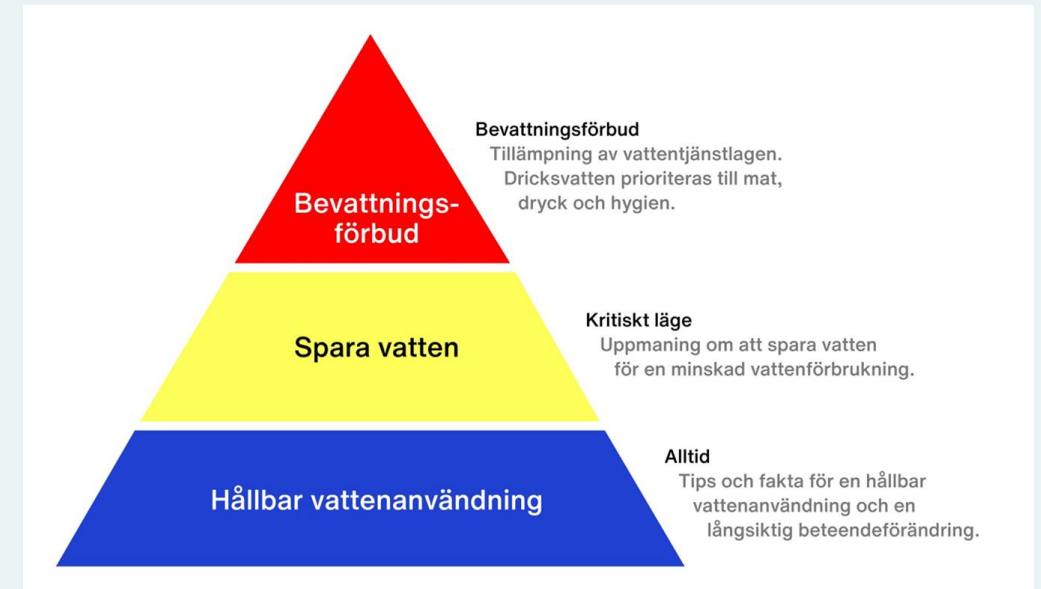 Bevattningsförbud
Tillämpning av vattentjänstlagen.
Dricksvatten prioriteras till mat,
dryck och hygien.
Bevattnings-
förbud
Kritiskt läge
Uppmaning om att spara vatten
för en minskad vattenförbrukning.
Spara vatten
Alltid
Tips och fakta för en hållbar
vattenanvändning och en
långsiktig beteendeförändring.
Hållbar vattenanvändning